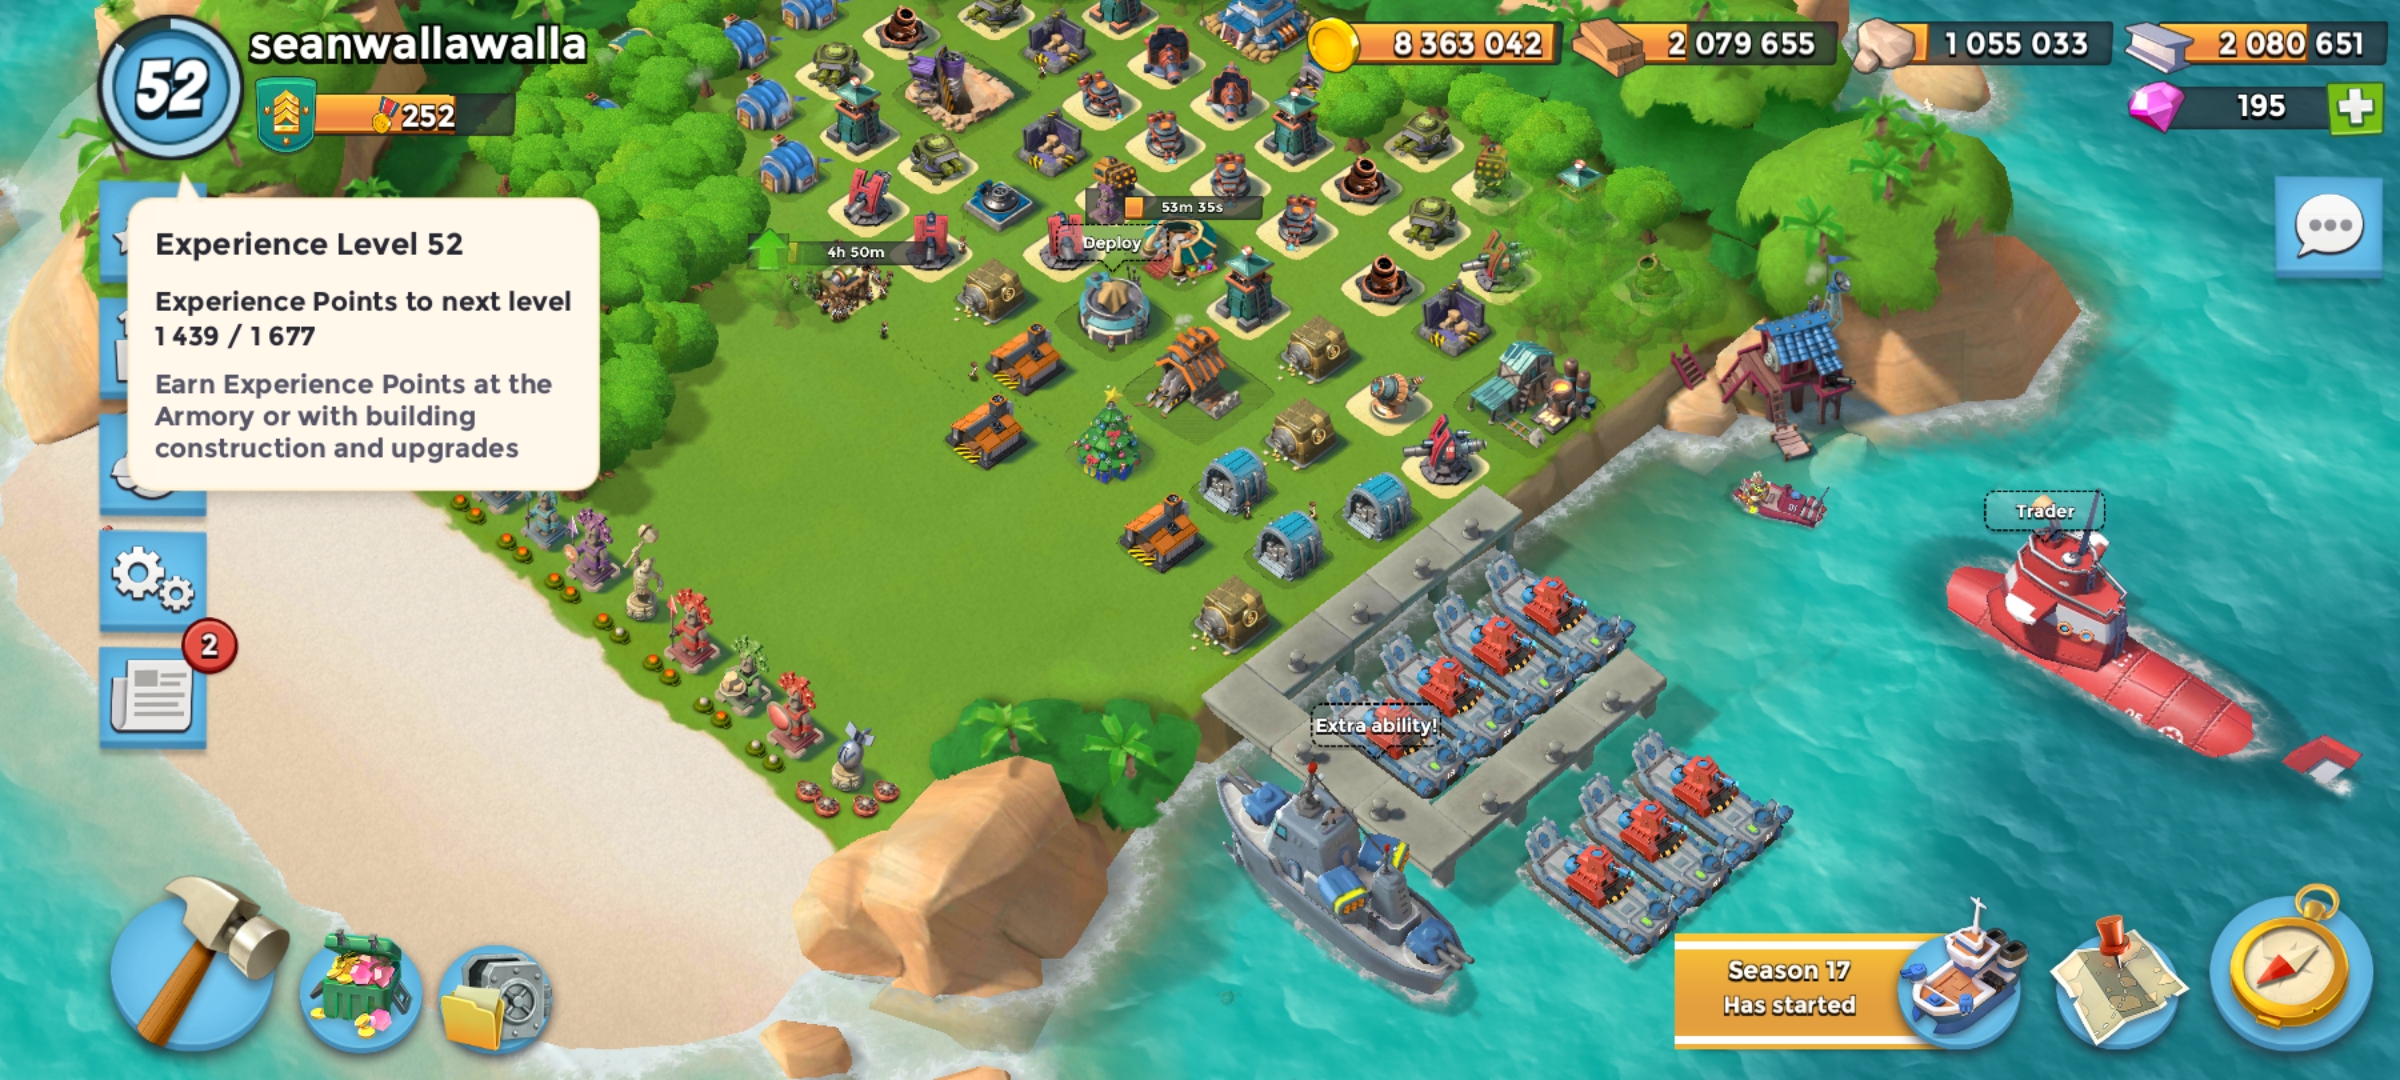 52
seanwallawalla
252
8 363 042
2 079 655
1 055 033
2 080 651
195
Experience Level 52
Experience Points to next level
1 439 / 1 677
Earn Experience Points at the
Armory or with building
construction and upgrades
53m 35s
Deploy
4h 50m
Trader
Extra ability!
2
Season 17
Has started